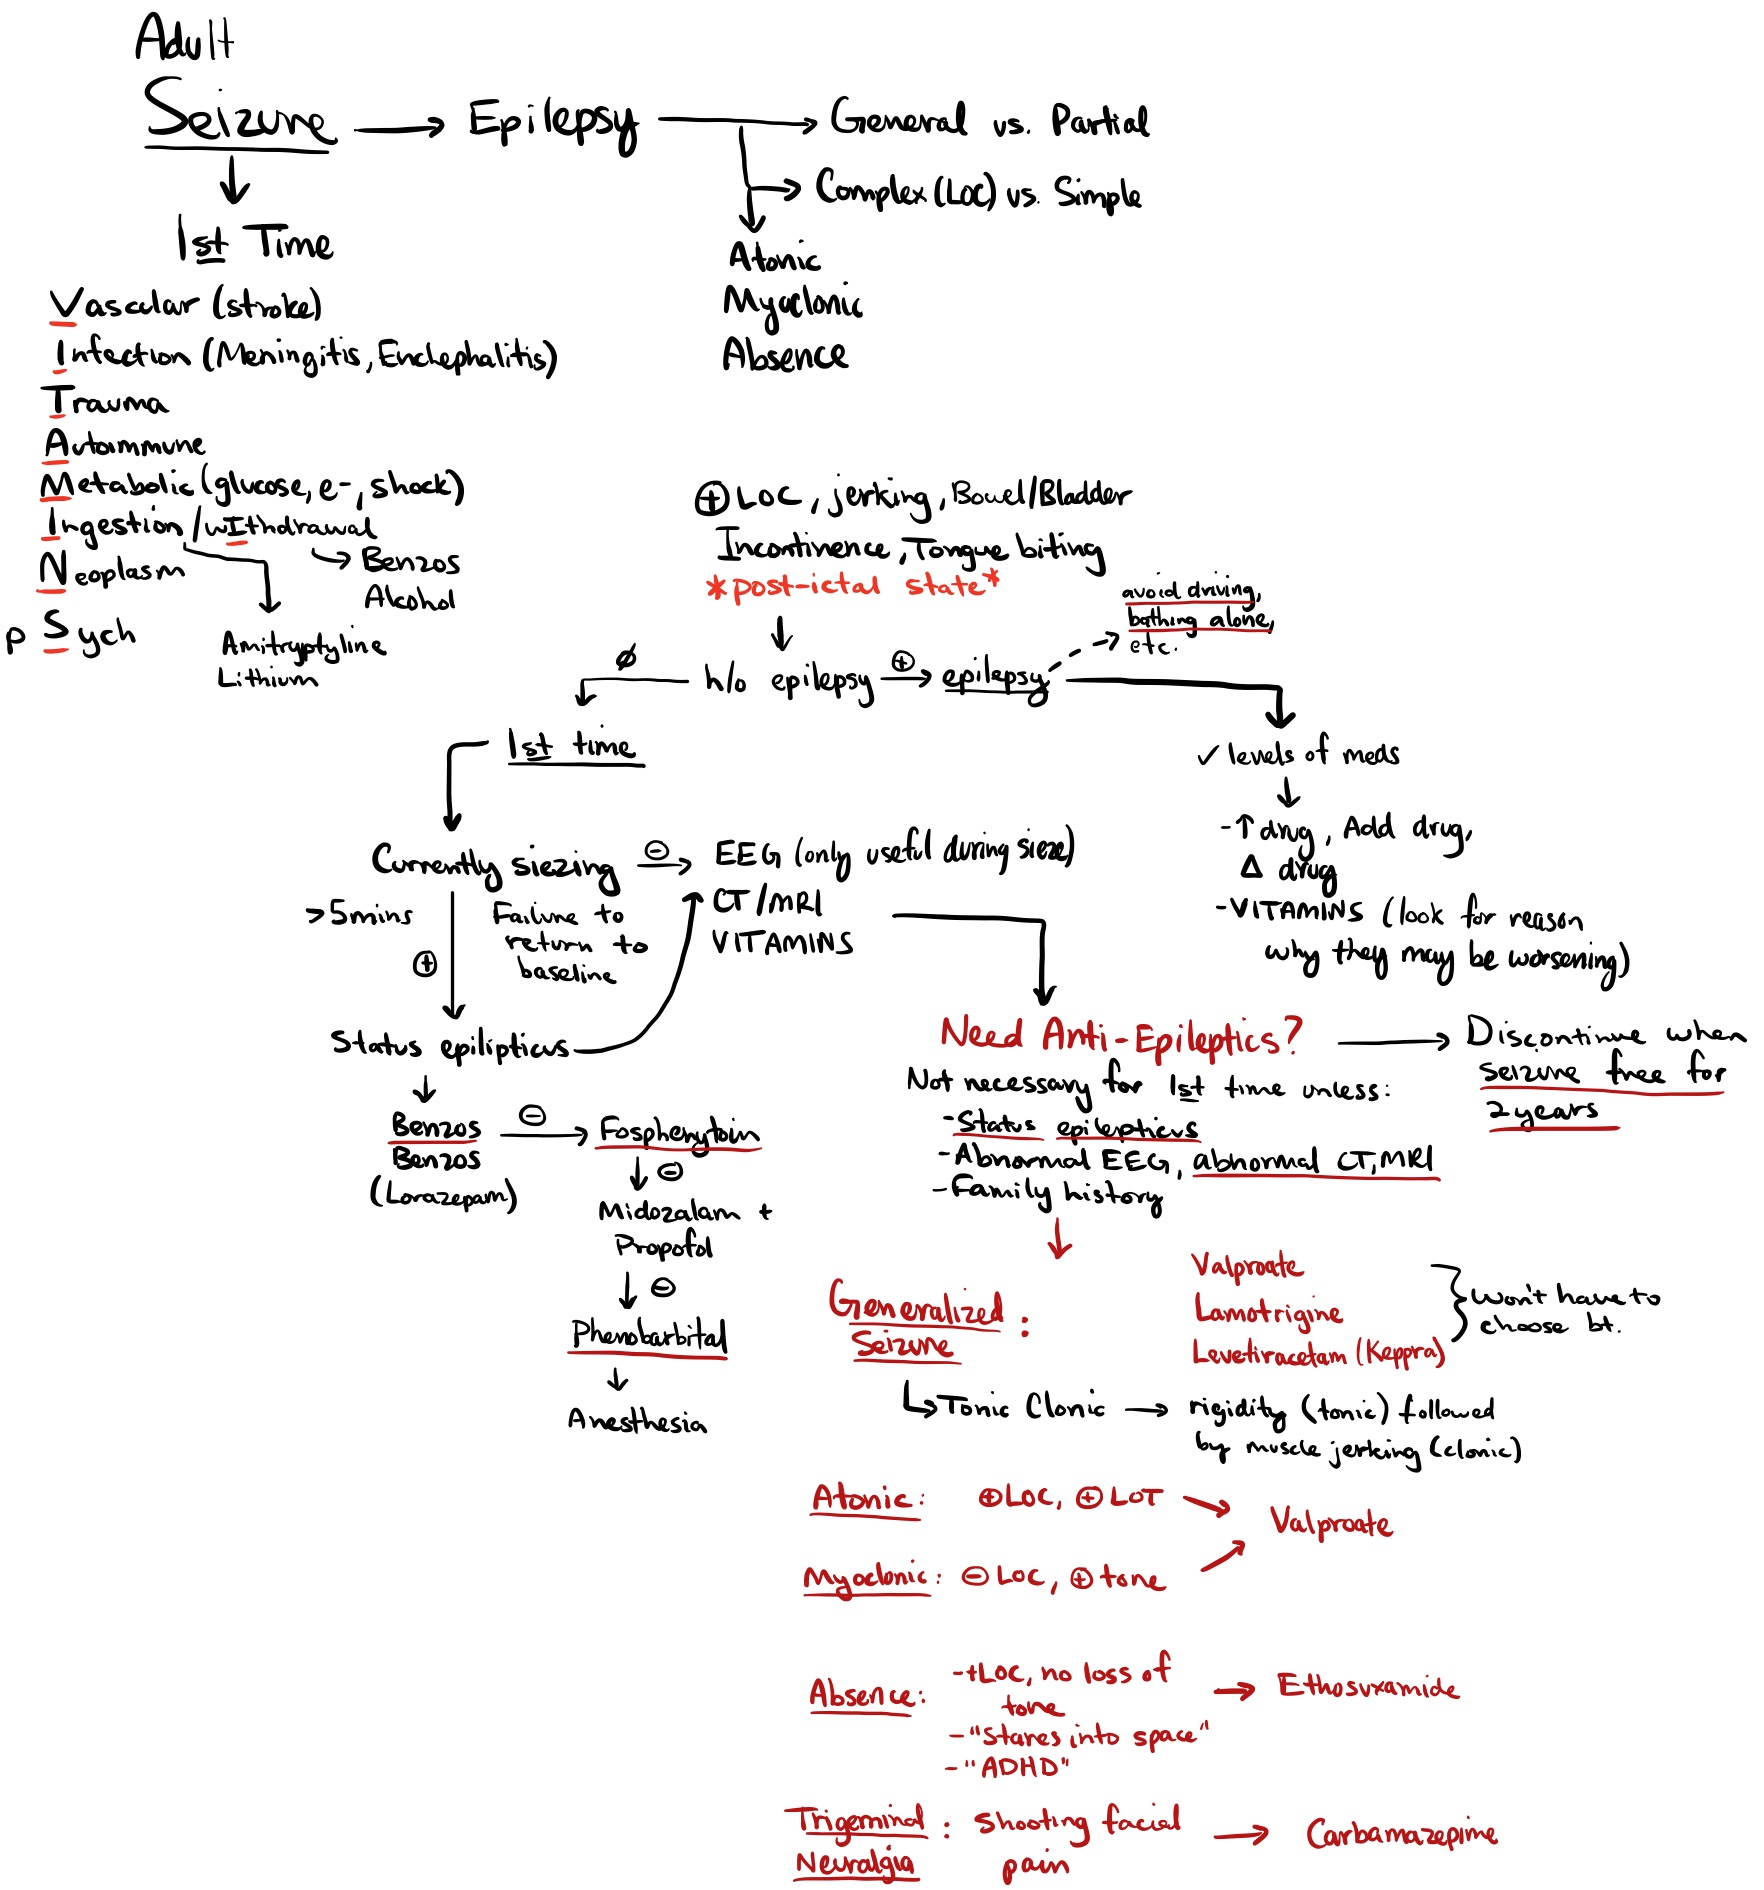 Adult
Seizure → Epilepsy → General vs. Partial
→ Complex (LOC) vs. Simple
Atonic
Myoclonic
Absence
1st Time
Vascular (stroke)
Infection (Meningitis, Enchephalitis)
Trauma
Autoimmune
Metabolic (glucose, e-, shock)
Ingestion / wIthdrawal
Neoplasm
pSych
Benzos
Alcohol
Amitryptyline
Lithium
⊕ LOC, jerking, Bowel/Bladder
Incontinence, Tongue biting
*post-ictal state*
avoid driving,
bathing alone,
etc.
∅ h/o epilepsy ⊕ → epilepsy
1st time
✓ levels of meds
- ↑ drug, Add drug,
Δ drug
- VITAMINS (look for reason
why they may be worsening)
Currently siezing ⊖ → EEG (only useful during sieze)
CT/MRI
VITAMINS
>5mins
⊕
Failure to
return to
baseline
Status epilipticus
Benzos ⊖ → Fosphenytoin
Benzos
(Lorazepam)
⊖
Midozalam +
Propofol
⊖
Phenobarbital
Anesthesia
Need Anti-Epileptics? → Discontinue when
seizure free for
2 years
Not necessary for 1st time unless:
- Status epilepticus
- Abnormal EEG, abnormal CT, MRI
- Family history
Generalized
Seizure :
Valproate
Lamotrigine
Levetiracetam (Keppra)
won't have to
choose bt.
Tonic Clonic → rigidity (tonic) followed
by muscle jerking (clonic)
Atonic: ⊕ LOC, ⊕ LOT
Valproate
Myoclonic: ⊖ LOC, ⊕ tone
Absence: - +LOC, no loss of
tone
- "Stares into space"
- "ADHD"
→ Ethosuxamide
Trigeminal
Neuralgia : Shooting facial
pain
→ Carbamazepime